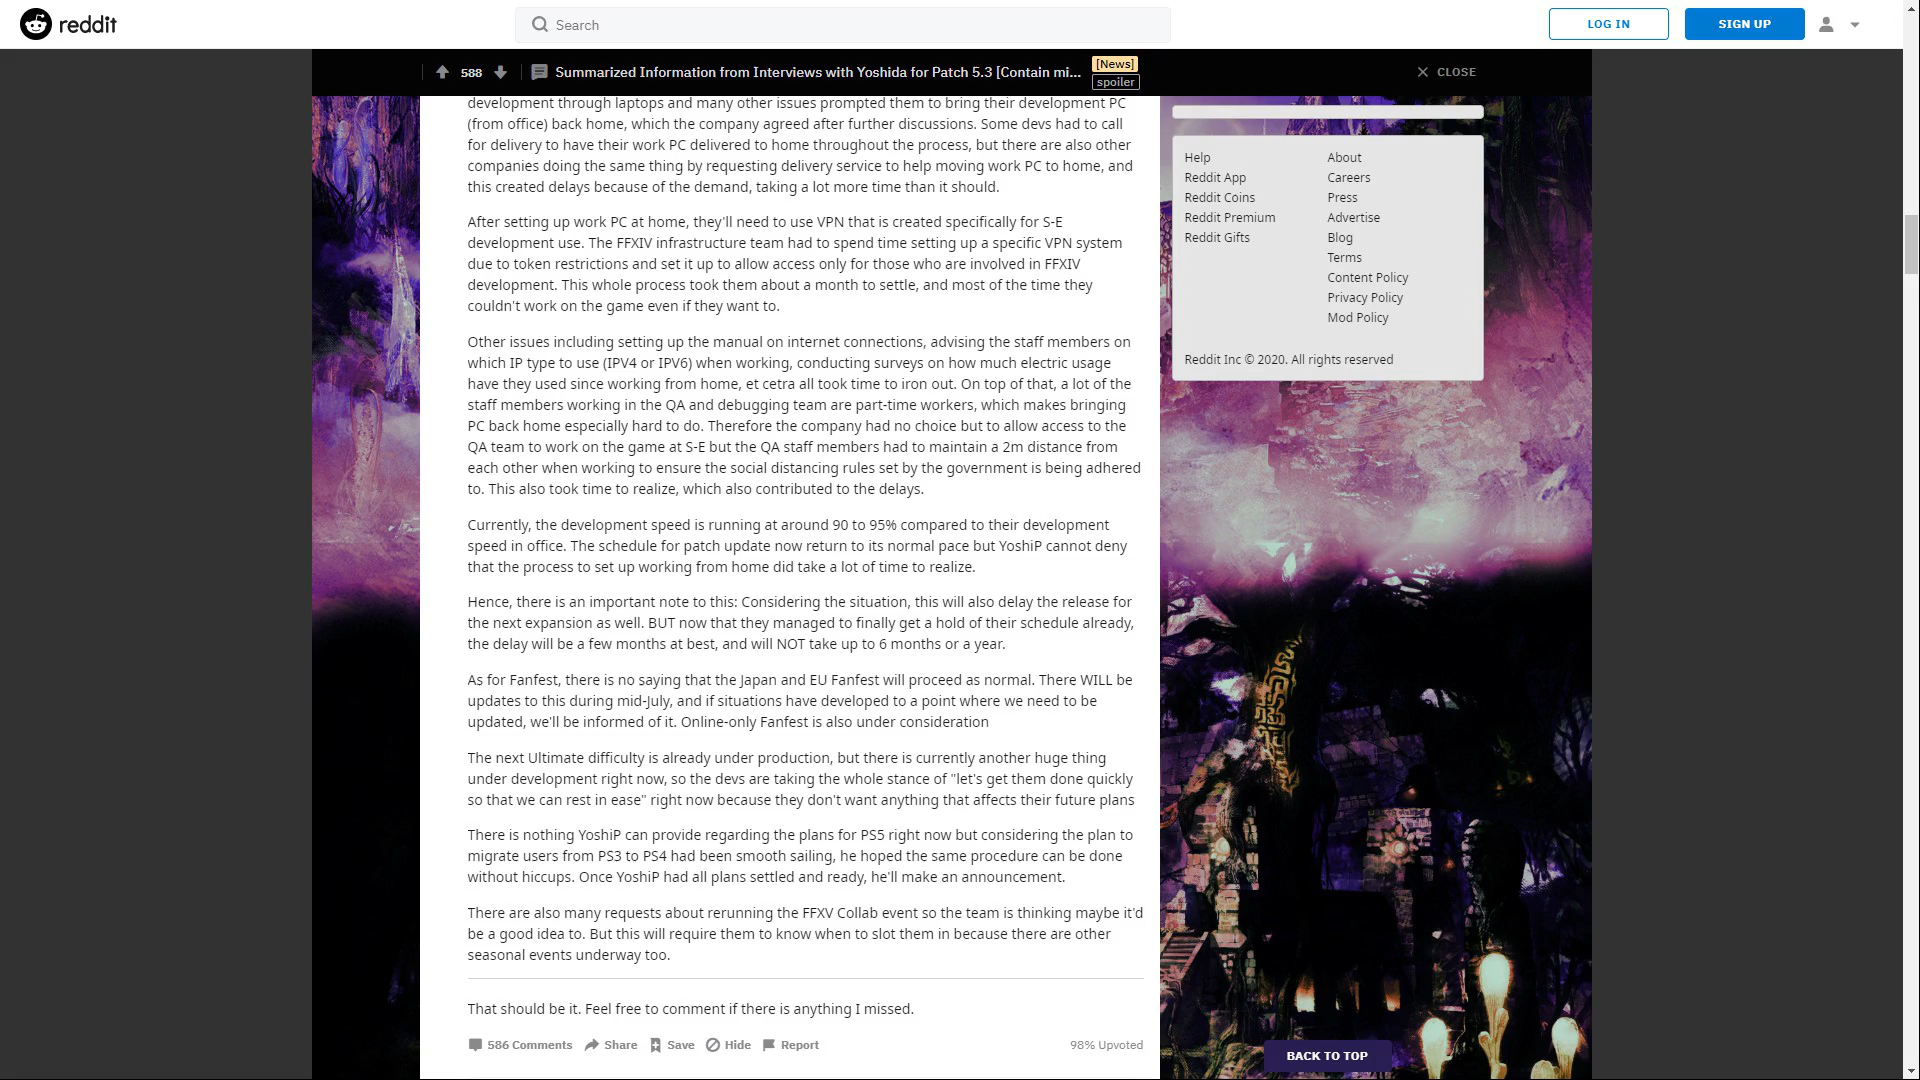 reddit
Search
LOG IN
SIGN UP
588
Summarized Information from Interviews with Yoshida for Patch 5.3 [Contain mi...
[News]
spoiler
CLOSE
development through laptops and many other issues prompted them to bring their development PC
(from office) back home, which the company agreed after further discussions. Some devs had to call
for delivery to have their work PC delivered to home throughout the process, but there are also other
companies doing the same thing by requesting delivery service to help moving work PC to home, and
this created delays because of the demand, taking a lot more time than it should.
After setting up work PC at home, they'll need to use VPN that is created specifically for S-E
development use. The FFXIV infrastructure team had to spend time setting up a specific VPN system
due to token restrictions and set it up to allow access only for those who are involved in FFXIV
development. This whole process took them about a month to settle, and most of the time they
couldn't work on the game even if they want to.
Other issues including setting up the manual on internet connections, advising the staff members on
which IP type to use (IPV4 or IPV6) when working, conducting surveys on how much electric usage
have they used since working from home, et cetra all took time to iron out. On top of that, a lot of the
staff members working in the QA and debugging team are part-time workers, which makes bringing
PC back home especially hard to do. Therefore the company had no choice but to allow access to the
QA team to work on the game at S-E but the QA staff members had to maintain a 2m distance from
each other when working to ensure the social distancing rules set by the government is being adhered
to. This also took time to realize, which also contributed to the delays.
Currently, the development speed is running at around 90 to 95% compared to their development
speed in office. The schedule for patch update now return to its normal pace but YoshiP cannot deny
that the process to set up working from home did take a lot of time to realize.
Hence, there is an important note to this: Considering the situation, this will also delay the release for
the next expansion as well. BUT now that they managed to finally get a hold of their schedule already,
the delay will be a few months at best, and will NOT take up to 6 months or a year.
As for Fanfest, there is no saying that the Japan and EU Fanfest will proceed as normal. There WILL be
updates to this during mid-July, and if situations have developed to a point where we need to be
updated, we'll be informed of it. Online-only Fanfest is also under consideration
The next Ultimate difficulty is already under production, but there is currently another huge thing
under development right now, so the devs are taking the whole stance of "let's get them done quickly
so that we can rest in ease" right now because they don't want anything that affects their future plans
There is nothing YoshiP can provide regarding the plans for PS5 right now but considering the plan to
migrate users from PS3 to PS4 had been smooth sailing, he hoped the same procedure can be done
without hiccups. Once YoshiP had all plans settled and ready, he'll make an announcement.
There are also many requests about rerunning the FFXV Collab event so the team is thinking maybe it'd
be a good idea to. But this will require them to know when to slot them in because there are other
seasonal events underway too.
That should be it. Feel free to comment if there is anything I missed.
586 Comments
Share
Save
Hide
Report
98% Upvoted
Help
Reddit App
Reddit Coins
Reddit Premium
Reddit Gifts
About
Careers
Press
Advertise
Blog
Terms
Content Policy
Privacy Policy
Mod Policy
Reddit Inc © 2020. All rights reserved
BACK TO TOP